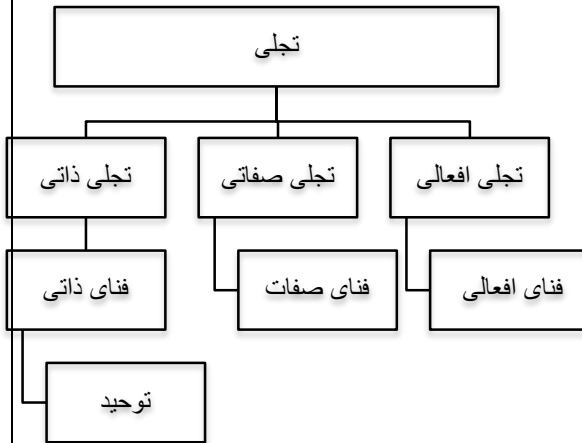 تجلی
تجلی افعالی
تجلی صفاتی
تجلی ذاتی
فنای افعالی
فنای صفات
فنای ذاتی
توحید